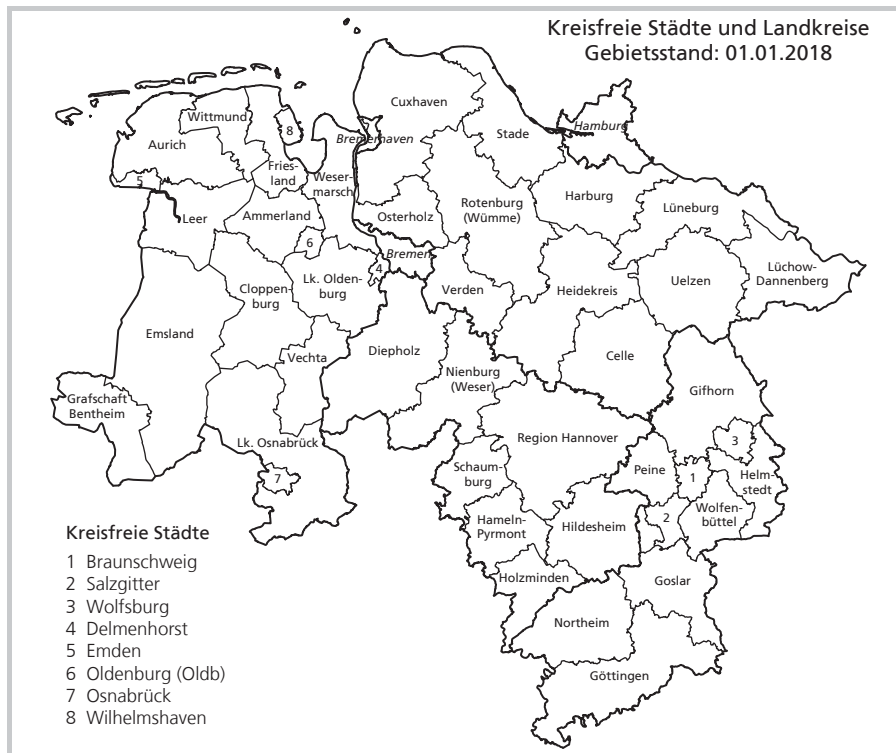 Kreisfreie Städte und Landkreise
Gebietsstand: 01.01.2018
Cuxhaven
Wittmund
8
Stade
Hamburg
Bremerhaven
Aurich
Fries-
land
Weser-
marsch
5
Harburg
Rotenburg
(Wümme)
Leer
Ammerland
Osterholz
Lüneburg
6
Bremen
4
Lk. Olden-
burg
Cloppen-
burg
Verden
Heidekreis
Uelzen
Lüchow-
Dannenberg
Emsland
Vechta
Diepholz
Celle
Nienburg
(Weser)
Gifhorn
Grafschaft
Bentheim
Lk. Osnabrück
Region Hannover
3
Schaum-
burg
Peine
1
Helm-
stedt
7
Wolfen-
büttel
2
Hameln-
Pyrmont
Hildesheim
Holzminden
Goslar
Northeim
Göttingen
Kreisfreie Städte
1 Braunschweig
2 Salzgitter
3 Wolfsburg
4 Delmenhorst
5 Emden
6 Oldenburg (Oldb)
7 Osnabrück
8 Wilhelmshaven